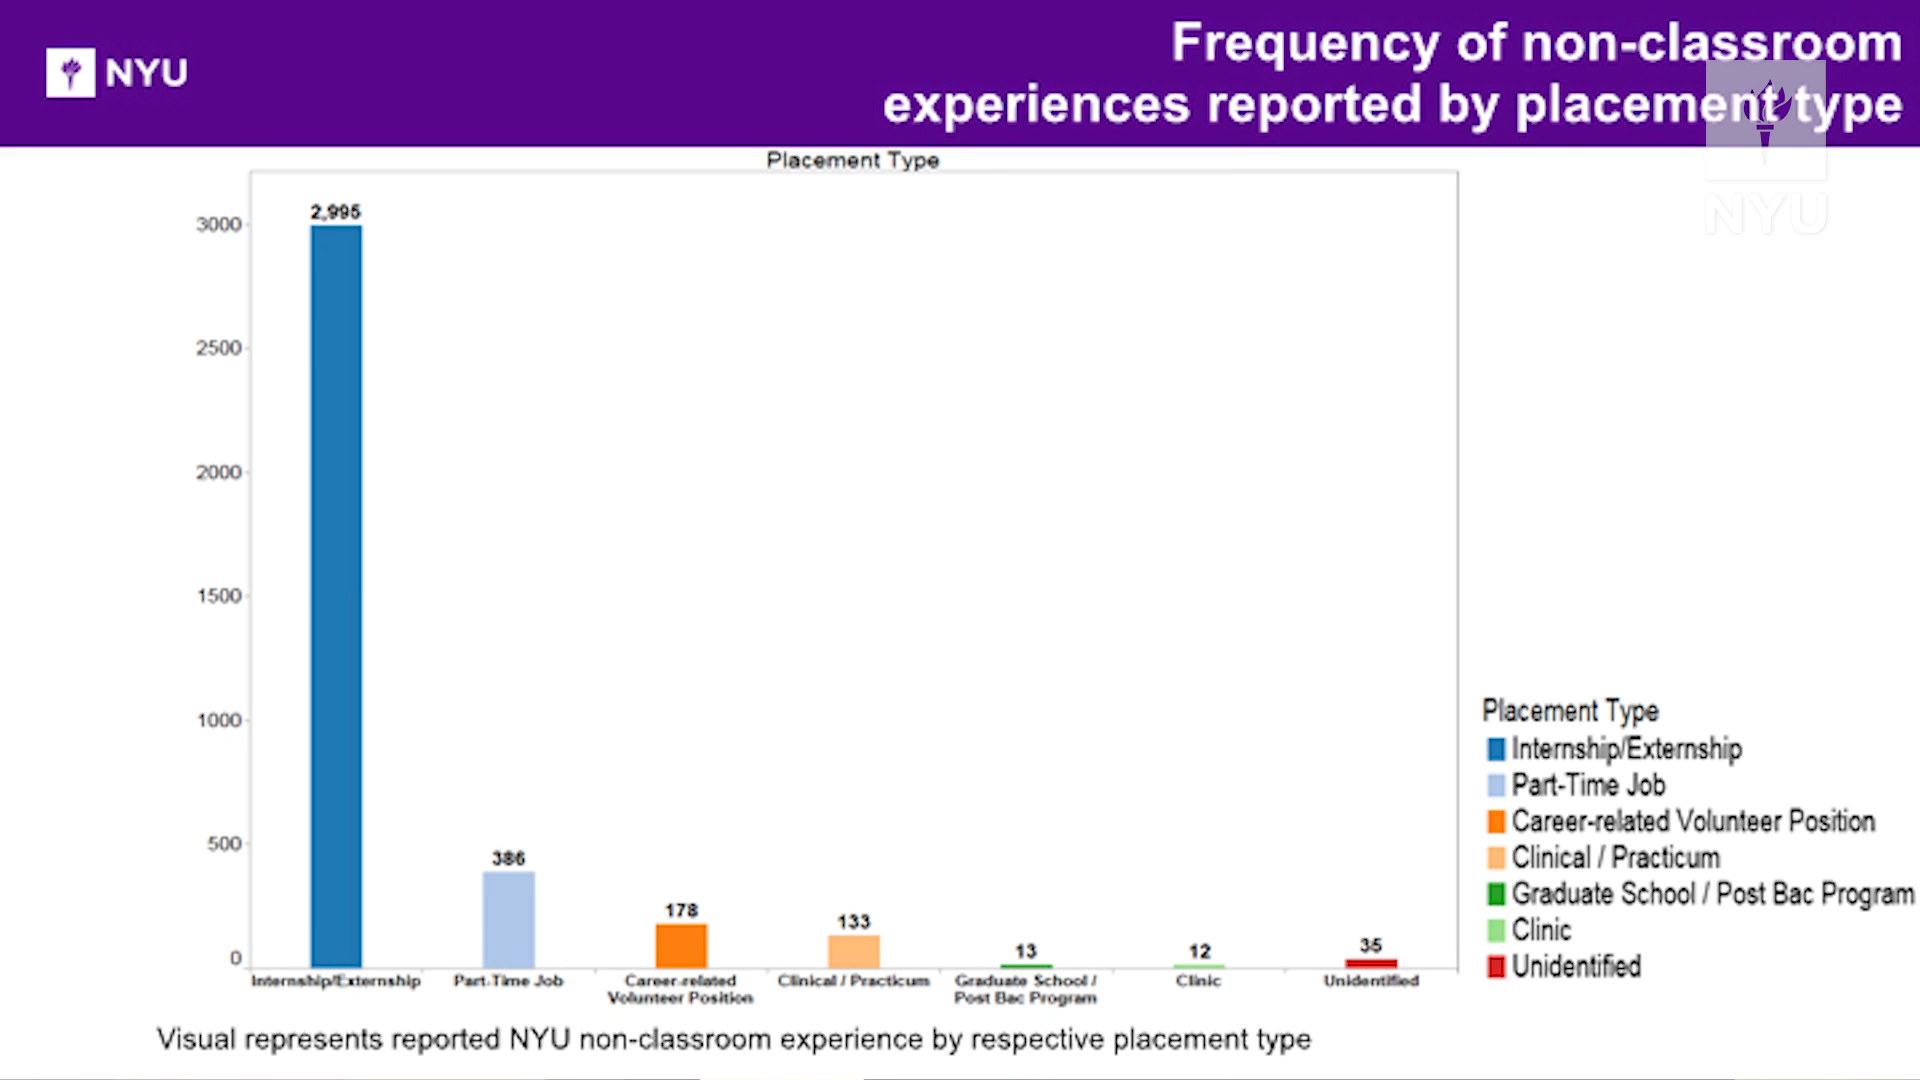 NYU
Frequency of non-classroom
experiences reported by placement type
NYU
Placement Type
3000
2500
2000
1500
1000
500
0
2,995
386
178
133
13
12
35
Internship/Externship
Part-Time Job
Career-related
Volunteer Position
Clinical / Practicum
Graduate School /
Post Bac Program
Clinic
Unidentified
Placement Type
Internship/Externship
Part-Time Job
Career-related Volunteer Position
Clinical / Practicum
Graduate School / Post Bac Program
Clinic
Unidentified
Visual represents reported NYU non-classroom experience by respective placement type